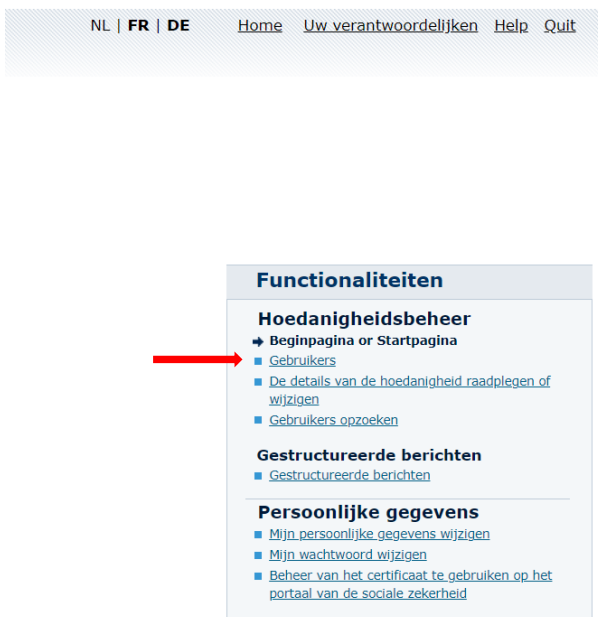 NL | FR | DE Home Uw verantwoordelijken Help Quit
Functionaliteiten
Hoedanigheidsbeheer
Beginpagina or Startpagina
Gebruikers
De details van de hoedanigheid raadplegen of
wijzigen
Gebruikers opzoeken
Gestructureerde berichten
Gestructureerde berichten
Persoonlijke gegevens
Mijn persoonlijke gegevens wijzigen
Mijn wachtwoord wijzigen
Beheer van het certificaat te gebruiken op het
portaal van de sociale zekerheid